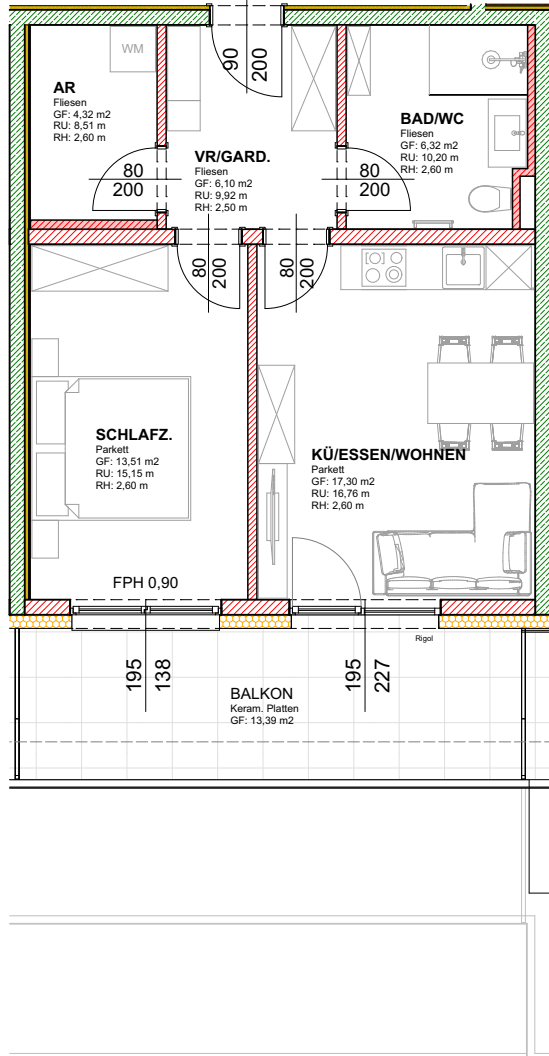 90
200
WM
AR
Fliesen
GF: 4,32 m2
RU: 8,51 m
RH: 2,60 m
BAD/WC
Fliesen
GF: 6,32 m2
RU: 10,20 m
RH: 2,60 m
VR/GARD.
Fliesen
GF: 6,10 m2
RU: 9,92 m
RH: 2,50 m
80
200
80
200
80
200
80
200
SCHLAFZ.
Parkett
GF: 13,51 m2
RU: 15,15 m
RH: 2,60 m
KÜ/ESSEN/WOHNEN
Parkett
GF: 17,30 m2
RU: 16,76 m
RH: 2,60 m
FPH 0,90
Rigol
195
138
195
227
BALKON
Keram. Platten
GF: 13,39 m2